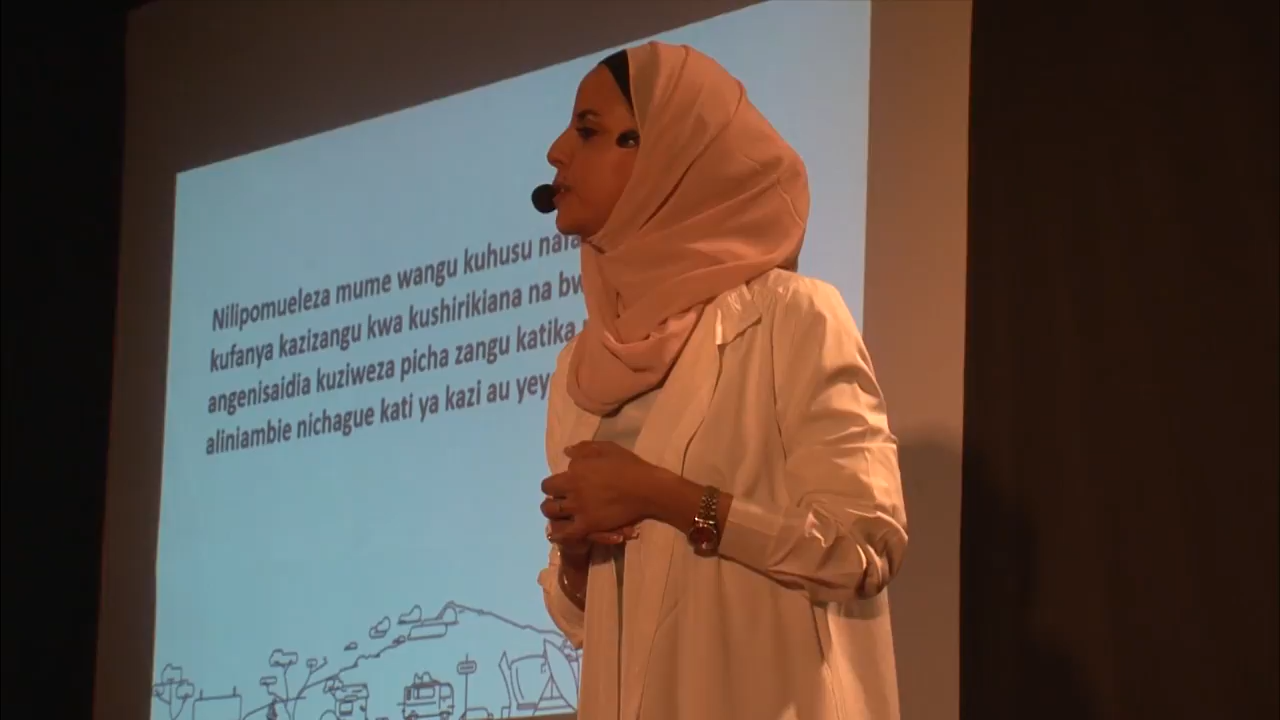 Nilipomueleza mume wangu kuhusu
kufanya kazizangu kwa kushirikiana na
angenisaidia kuziweza picha zangu katika
aliniambie nichague kati ya kazi au